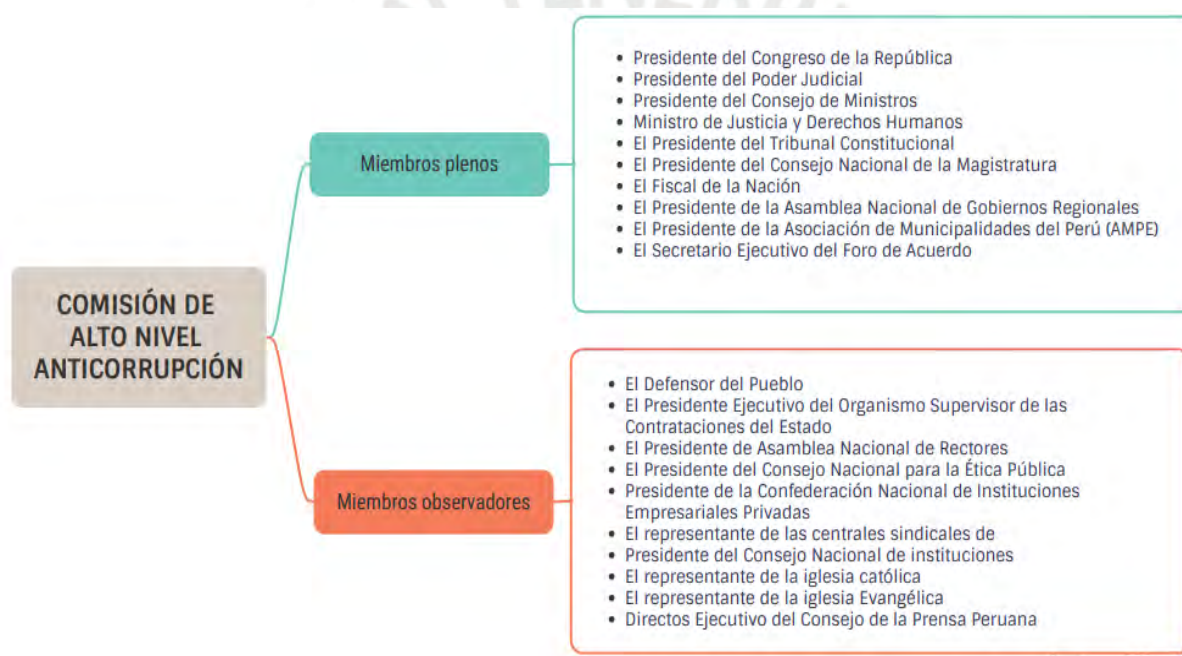 COMISIÓN DE
ALTO NIVEL
ANTICORRUPCIÓN
Miembros plenos
• Presidente del Congreso de la República
• Presidente del Poder Judicial
• Presidente del Consejo de Ministros
• Ministro de Justicia y Derechos Humanos
• El Presidente del Tribunal Constitucional
• El Presidente del Consejo Nacional de la Magistratura
• El Fiscal de la Nación
• El Presidente de la Asamblea Nacional de Gobiernos Regionales
• El Presidente de la Asociación de Municipalidades del Perú (AMPE)
• El Secretario Ejecutivo del Foro de Acuerdo
Miembros observadores
• El Defensor del Pueblo
• El Presidente Ejecutivo del Organismo Supervisor de las
Contrataciones del Estado
• El Presidente de Asamblea Nacional de Rectores
• El Presidente del Consejo Nacional para la Ética Pública
• Presidente de la Confederación Nacional de Instituciones
Empresariales Privadas
• El representante de las centrales sindicales de
• Presidente del Consejo Nacional de instituciones
• El representante de la iglesia católica
• El representante de la iglesia Evangélica
• Directos Ejecutivo del Consejo de la Prensa Peruana